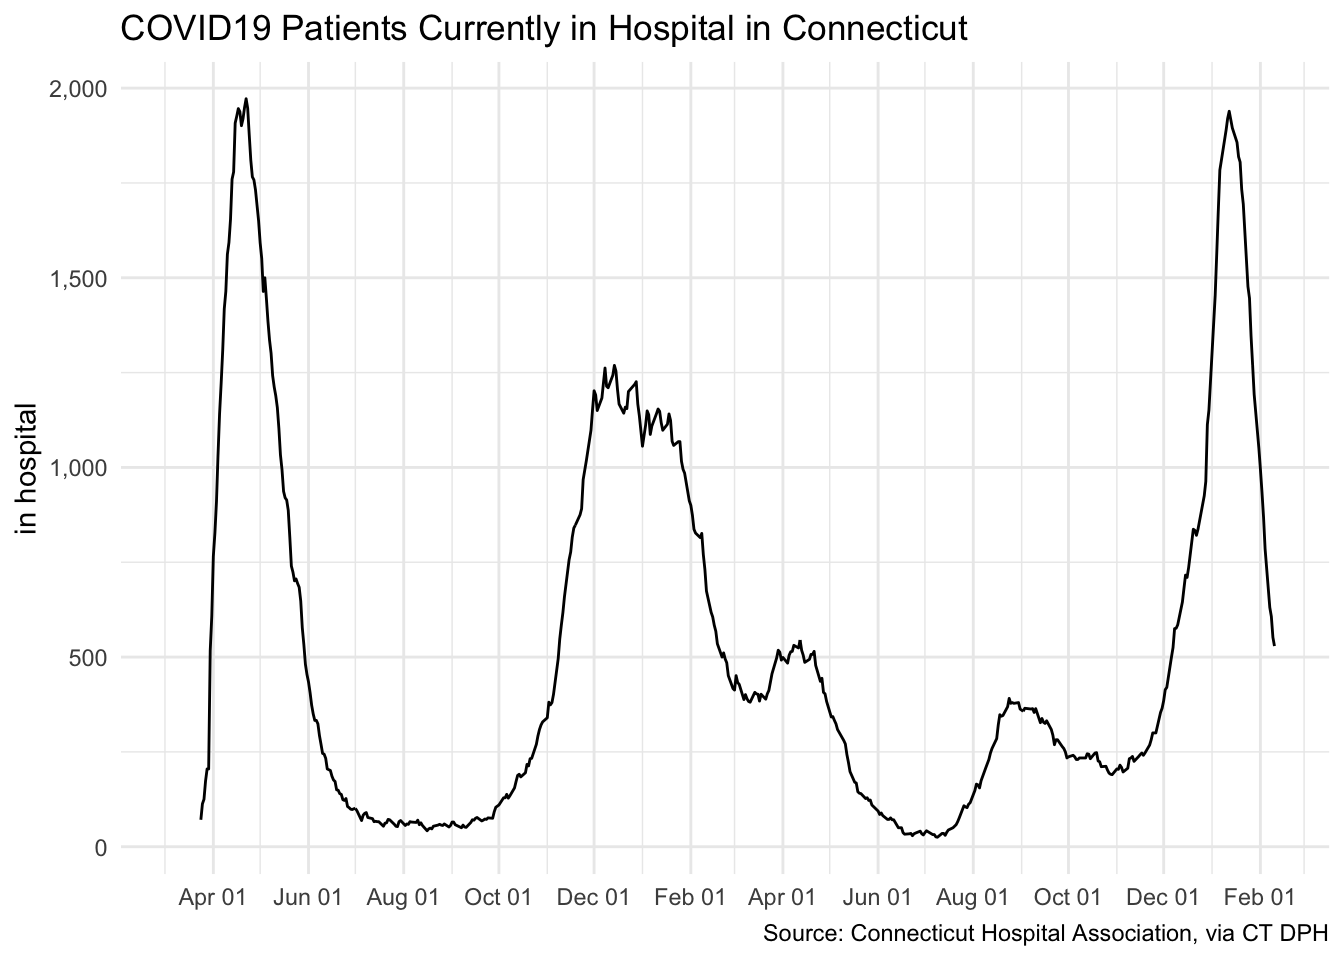 COVID19 Patients Currently in Hospital in Connecticut
2,000
1,500
1,000
500
0
in hospital
Apr 01 Jun 01 Aug 01 Oct 01 Dec 01 Feb 01 Apr 01 Jun 01 Aug 01 Oct 01 Dec 01 Feb 01
Source: Connecticut Hospital Association, via CT DPH